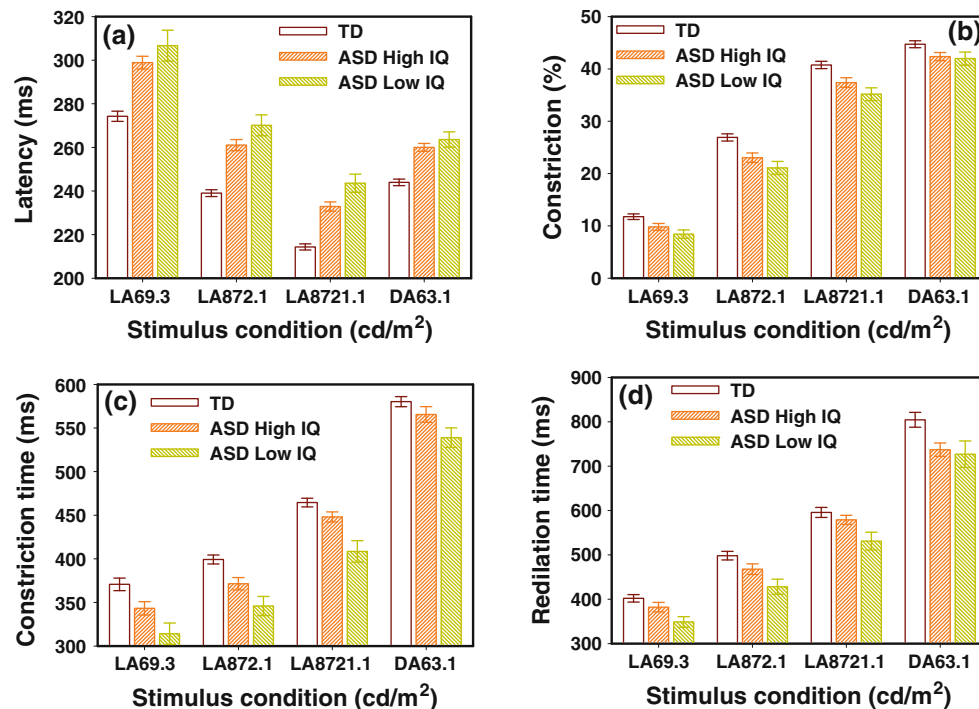 (a)
320
300
280
260
240
220
200
Latency (ms)
TD
ASD High IQ
ASD Low IQ
LA69.3 LA872.1 LA8721.1 DA63.1
Stimulus condition (cd/m²)
(b)
50
40
30
20
10
0
Constriction (%)
TD
ASD High IQ
ASD Low IQ
LA69.3 LA872.1 LA8721.1 DA63.1
Stimulus condition (cd/m²)
(c)
600
550
500
450
400
350
300
Constriction time (ms)
TD
ASD High IQ
ASD Low IQ
LA69.3 LA872.1 LA8721.1 DA63.1
Stimulus condition (cd/m²)
(d)
900
800
700
600
500
400
300
Redilation time (ms)
TD
ASD High IQ
ASD Low IQ
LA69.3 LA872.1 LA8721.1 DA63.1
Stimulus condition (cd/m²)